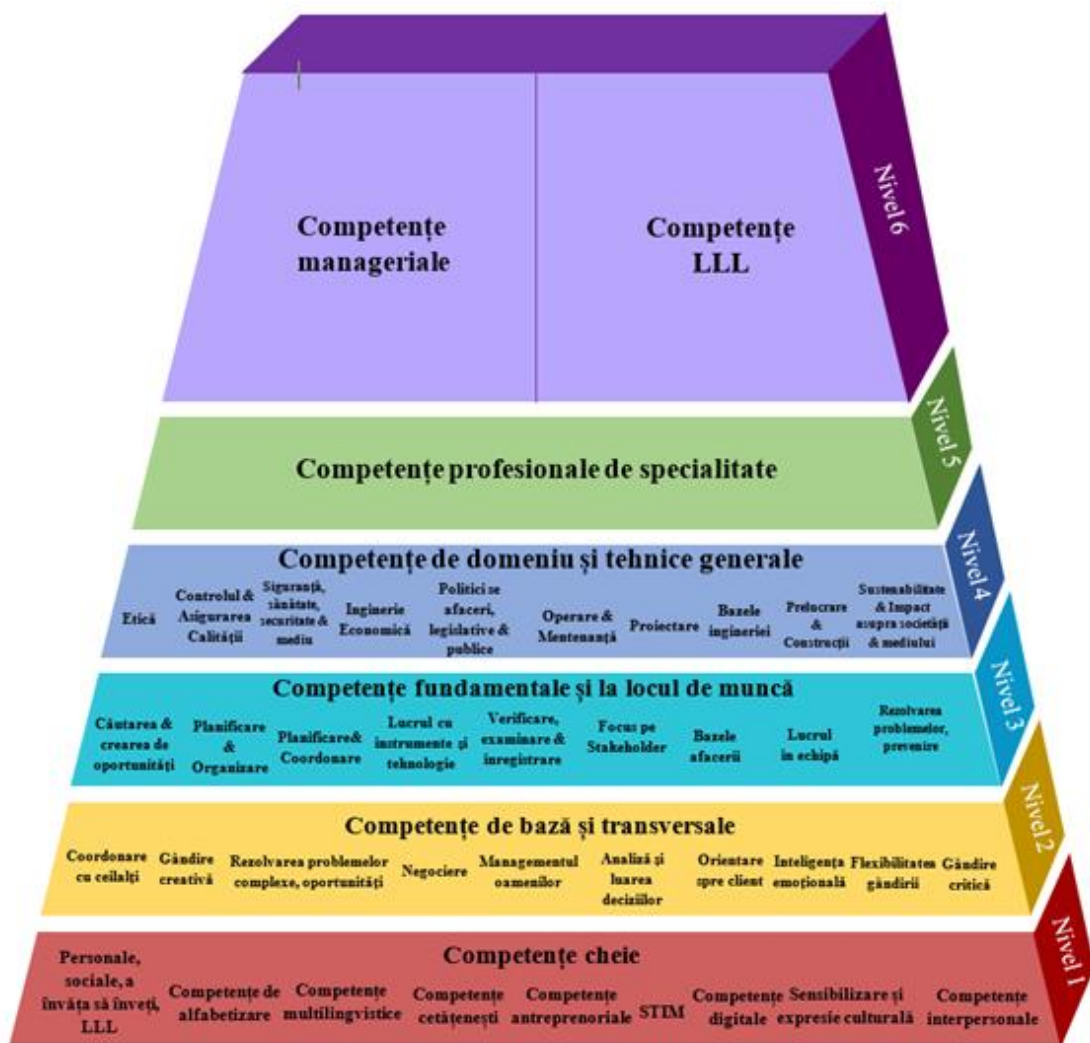 Competențe
manageriale
Competențe
LLL
Nivel 6
Competențe profesionale de specialitate
Nivel 5
Competențe de domeniu și tehnice generale
Etică
Controlul &
Asigurarea
Calității
Siguranță,
sănătate,
securitate &
mediu
Inginerie
Economică
Politici se
afaceri,
legislative &
publice
Operare &
Mentenanță
Proiectare
Bazele
ingineriei
Prelucrare
&
Construcții
Sustenabilitate
& Impact
asupra societății
& mediului
Nivel 4
Competențe fundamentale și la locul de muncă
Căutarea &
crearea de
oportunități
Planificare
&
Organizare
Planificare&
Coordonare
Lucrul cu
instrumente și
tehnologie
Verificare,
examinare &
înregistrare
Focus pe
Stakeholder
Bazele
afacerii
Lucrul
in echipă
Rezolvarea
problemelor,
prevenire
Nivel 3
Competențe de bază și transversale
Coordonare
cu ceilalți
Gândire
creativă
Rezolvarea problemelor
complexe, oportunități
Negociere
Managementul
oamenilor
Analiză și
luarea
deciziilor
Orientare
spre client
Inteligența
emoțională
Flexibilitatea
gândirii
Gândire
critică
Nivel 2
Competențe cheie
Personale,
sociale, a
învăța să înveți,
LLL
Competențe de
alfabetizare
Competențe
multilingvistice
Competențe
cetățenești
Competențe
antreprenoriale
STIM
Competențe
digitale
Sensibilizare și
expresie culturală
Competențe
interpersonale
Nivel 1